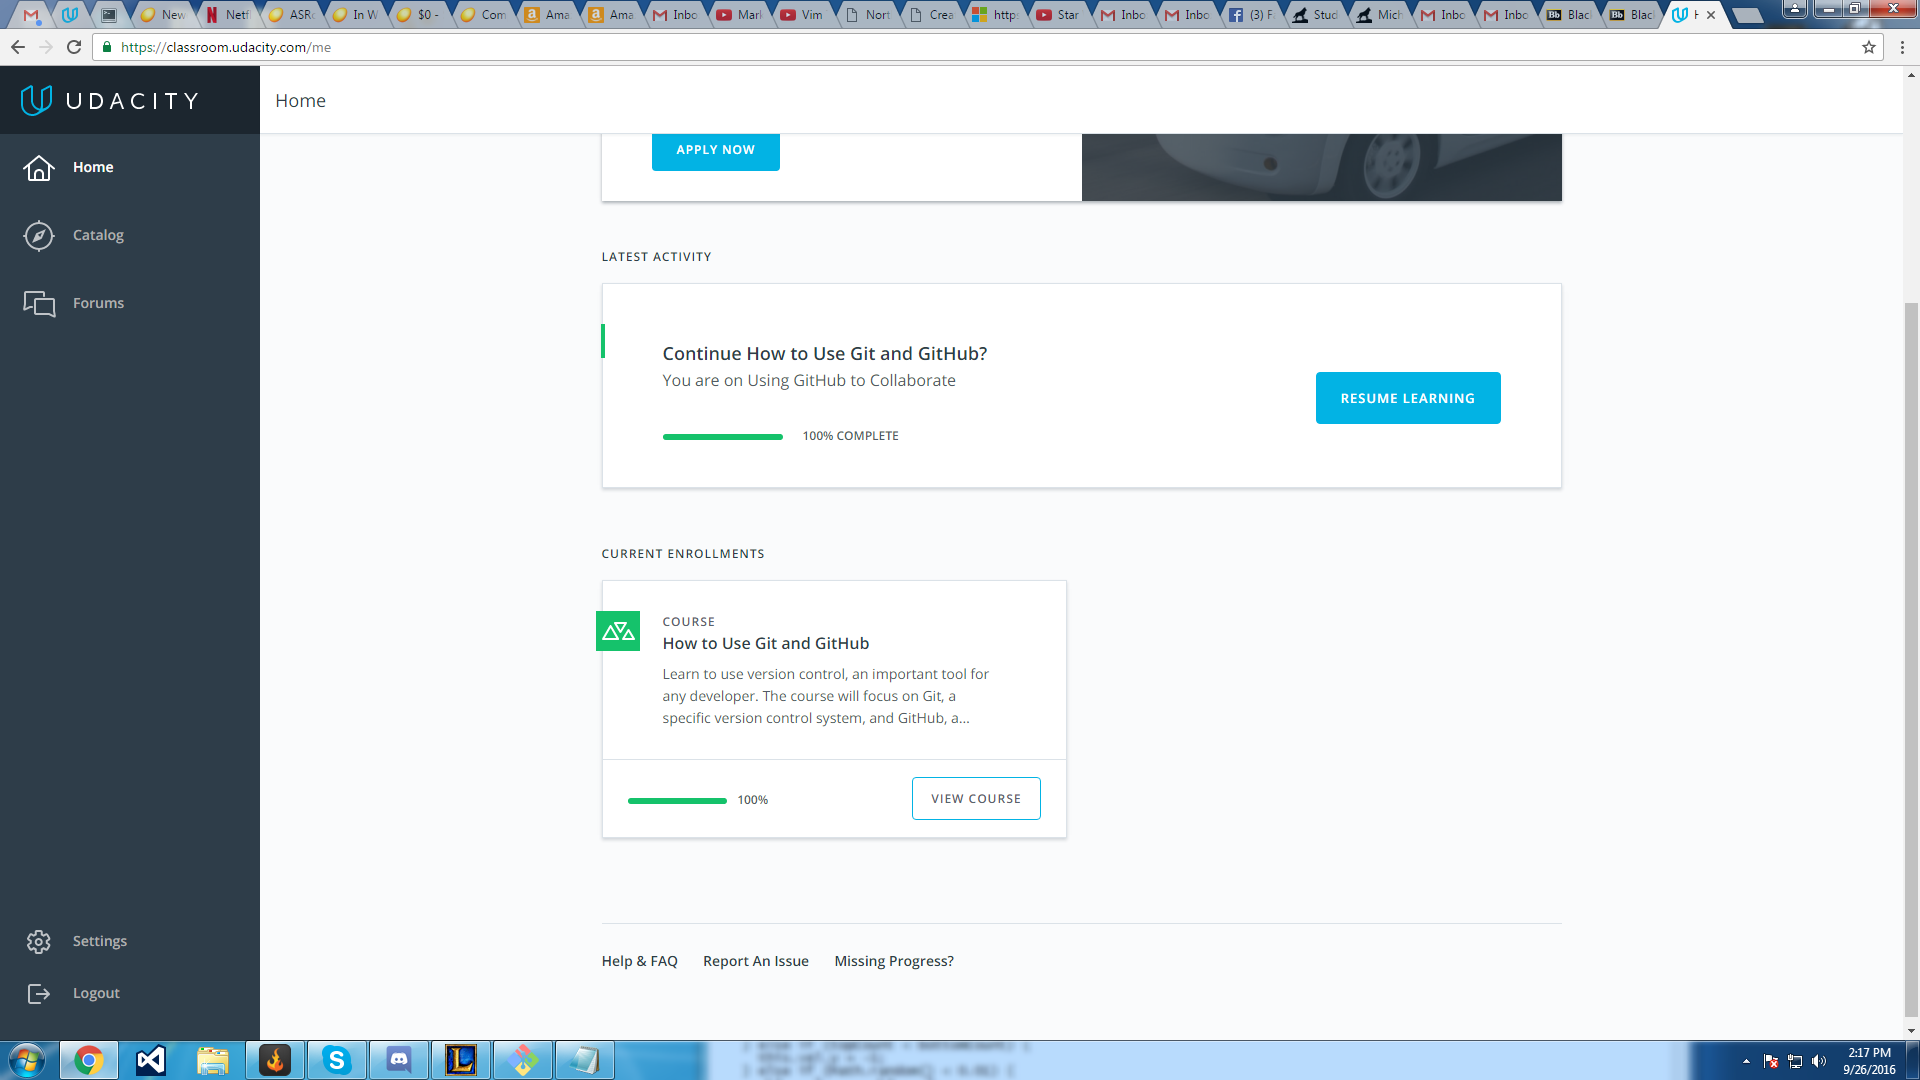 New
Netf
ASRo
In W
$0 -
Com
Ama
Ama
Inbo
Mark
Vim
Nort
Crea
http
Star
Inbo
Inbo
(3) F
Stud
Mich
Inbo
Inbo
Blac
Blac
https://classroom.udacity.com/me
UDACITY
Home
Home
Catalog
Forums
APPLY NOW
LATEST ACTIVITY
Continue How to Use Git and GitHub?
You are on Using GitHub to Collaborate
RESUME LEARNING
100% COMPLETE
CURRENT ENROLLMENTS
COURSE
How to Use Git and GitHub
Learn to use version control, an important tool for
any developer. The course will focus on Git, a
specific version control system, and GitHub, a...
100%
VIEW COURSE
Settings
Logout
Help & FAQ
Report An Issue
Missing Progress?
2:17 PM
9/26/2016